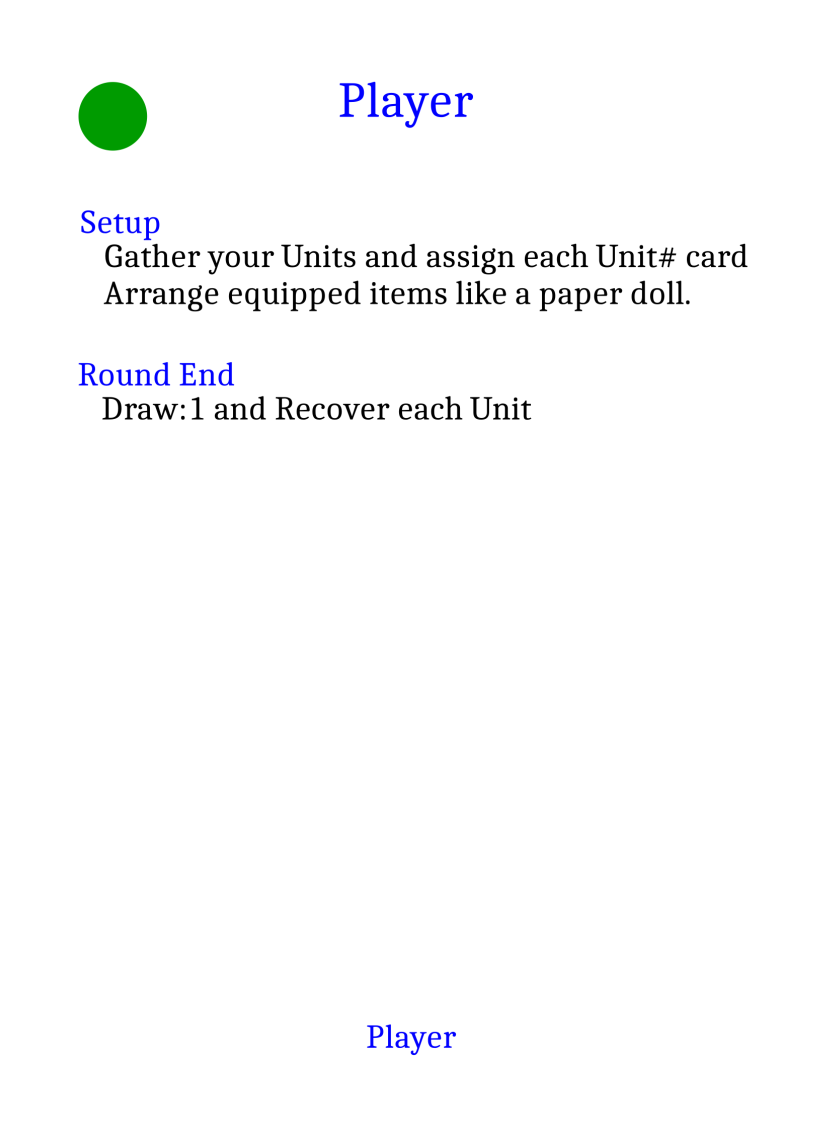 Player
Setup
Gather your Units and assign each Unit# card
Arrange equipped items like a paper doll.
Round End
Draw:1 and Recover each Unit
Player